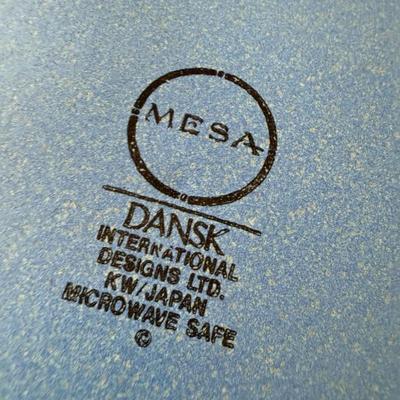 MESA
DANSK
INTERNATIONAL
DESIGNS LTD.
KW/JAPAN
MICROWAVE SAFE
©